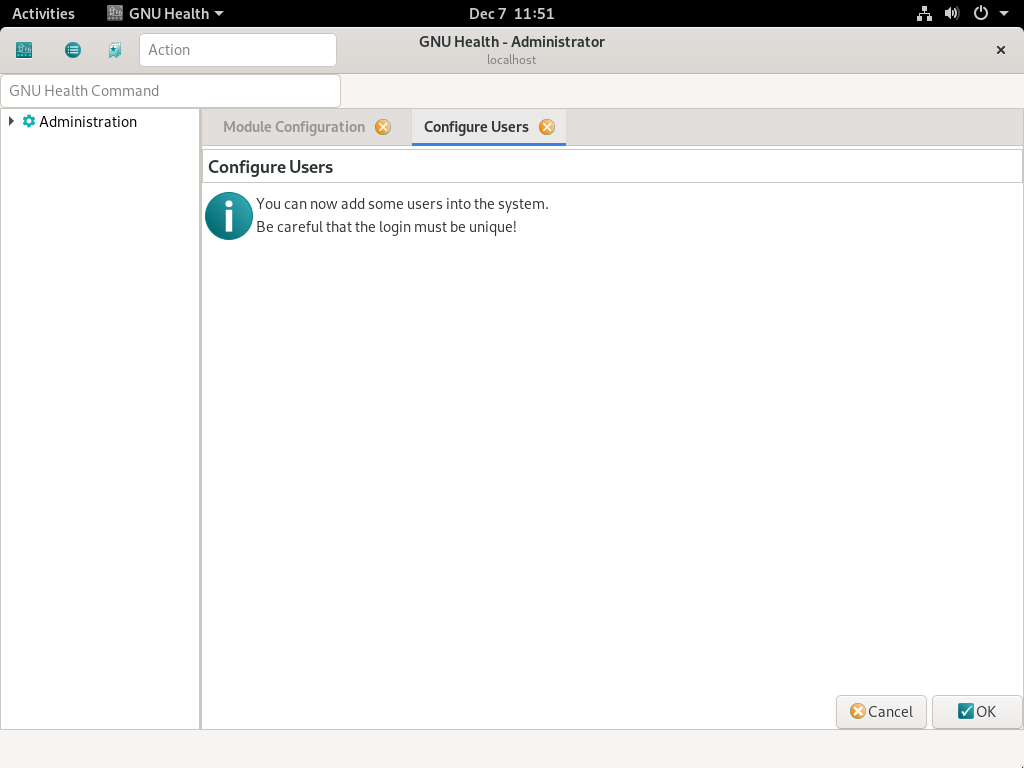 Activities GNU Health Dec 7 11:51
GNU Health - Administrator
localhost
Action
GNU Health Command
Administration
Module Configuration Configure Users
Configure Users
You can now add some users into the system.
Be careful that the login must be unique!
Cancel OK